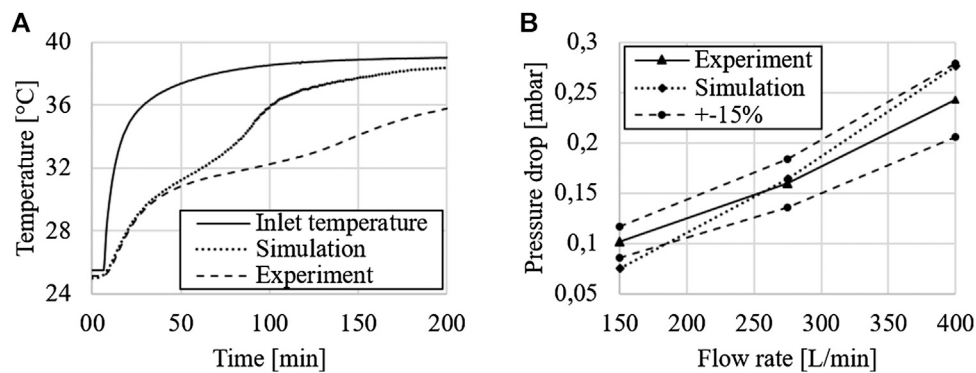 A
Temperature [°C]
40
36
32
28
24
Inlet temperature
Simulation
Experiment
00
50
100
150
200
Time [min]
B
Pressure drop [mbar]
0,3
0,25
0,2
0,15
0,1
0,05
Experiment
Simulation
+-15%
150
200
250
300
350
400
Flow rate [L/min]